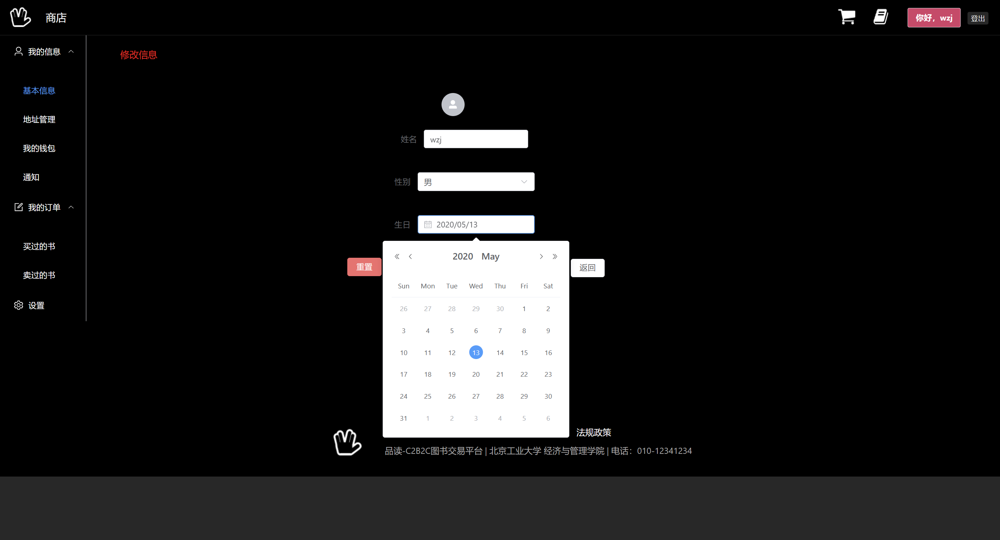 商店
你好，wzj
登出
我的信息
基本信息
地址管理
我的钱包
通知
我的订单
买过的书
卖过的书
设置
修改信息
姓名 wzj
性别 男
生日 2020/05/13
重置
返回
2020 May
Sun Mon Tue Wed Thu Fri Sat
26 27 28 29 30 1 2
3 4 5 6 7 8 9
10 11 12 13 14 15 16
17 18 19 20 21 22 23
24 25 26 27 28 29 30
31 1 2 3 4 5 6
法规政策
品读-C2B2C图书交易平台 | 北京工业大学 经济与管理学院 | 电话：010-12341234